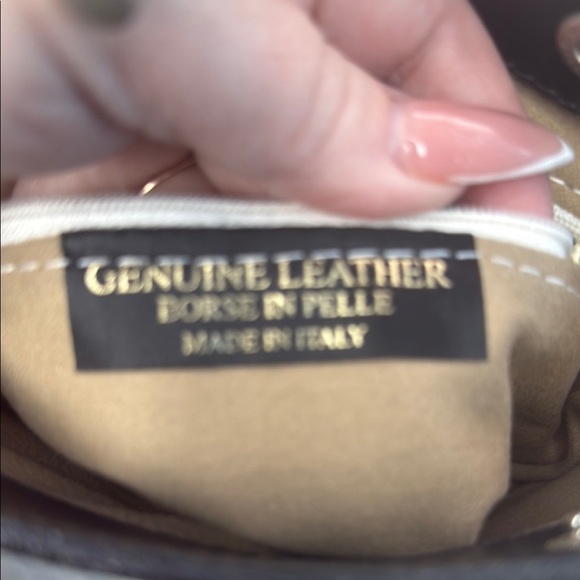 GENUINE LEATHER
BORSE IN PELLE
MADE IN ITALY